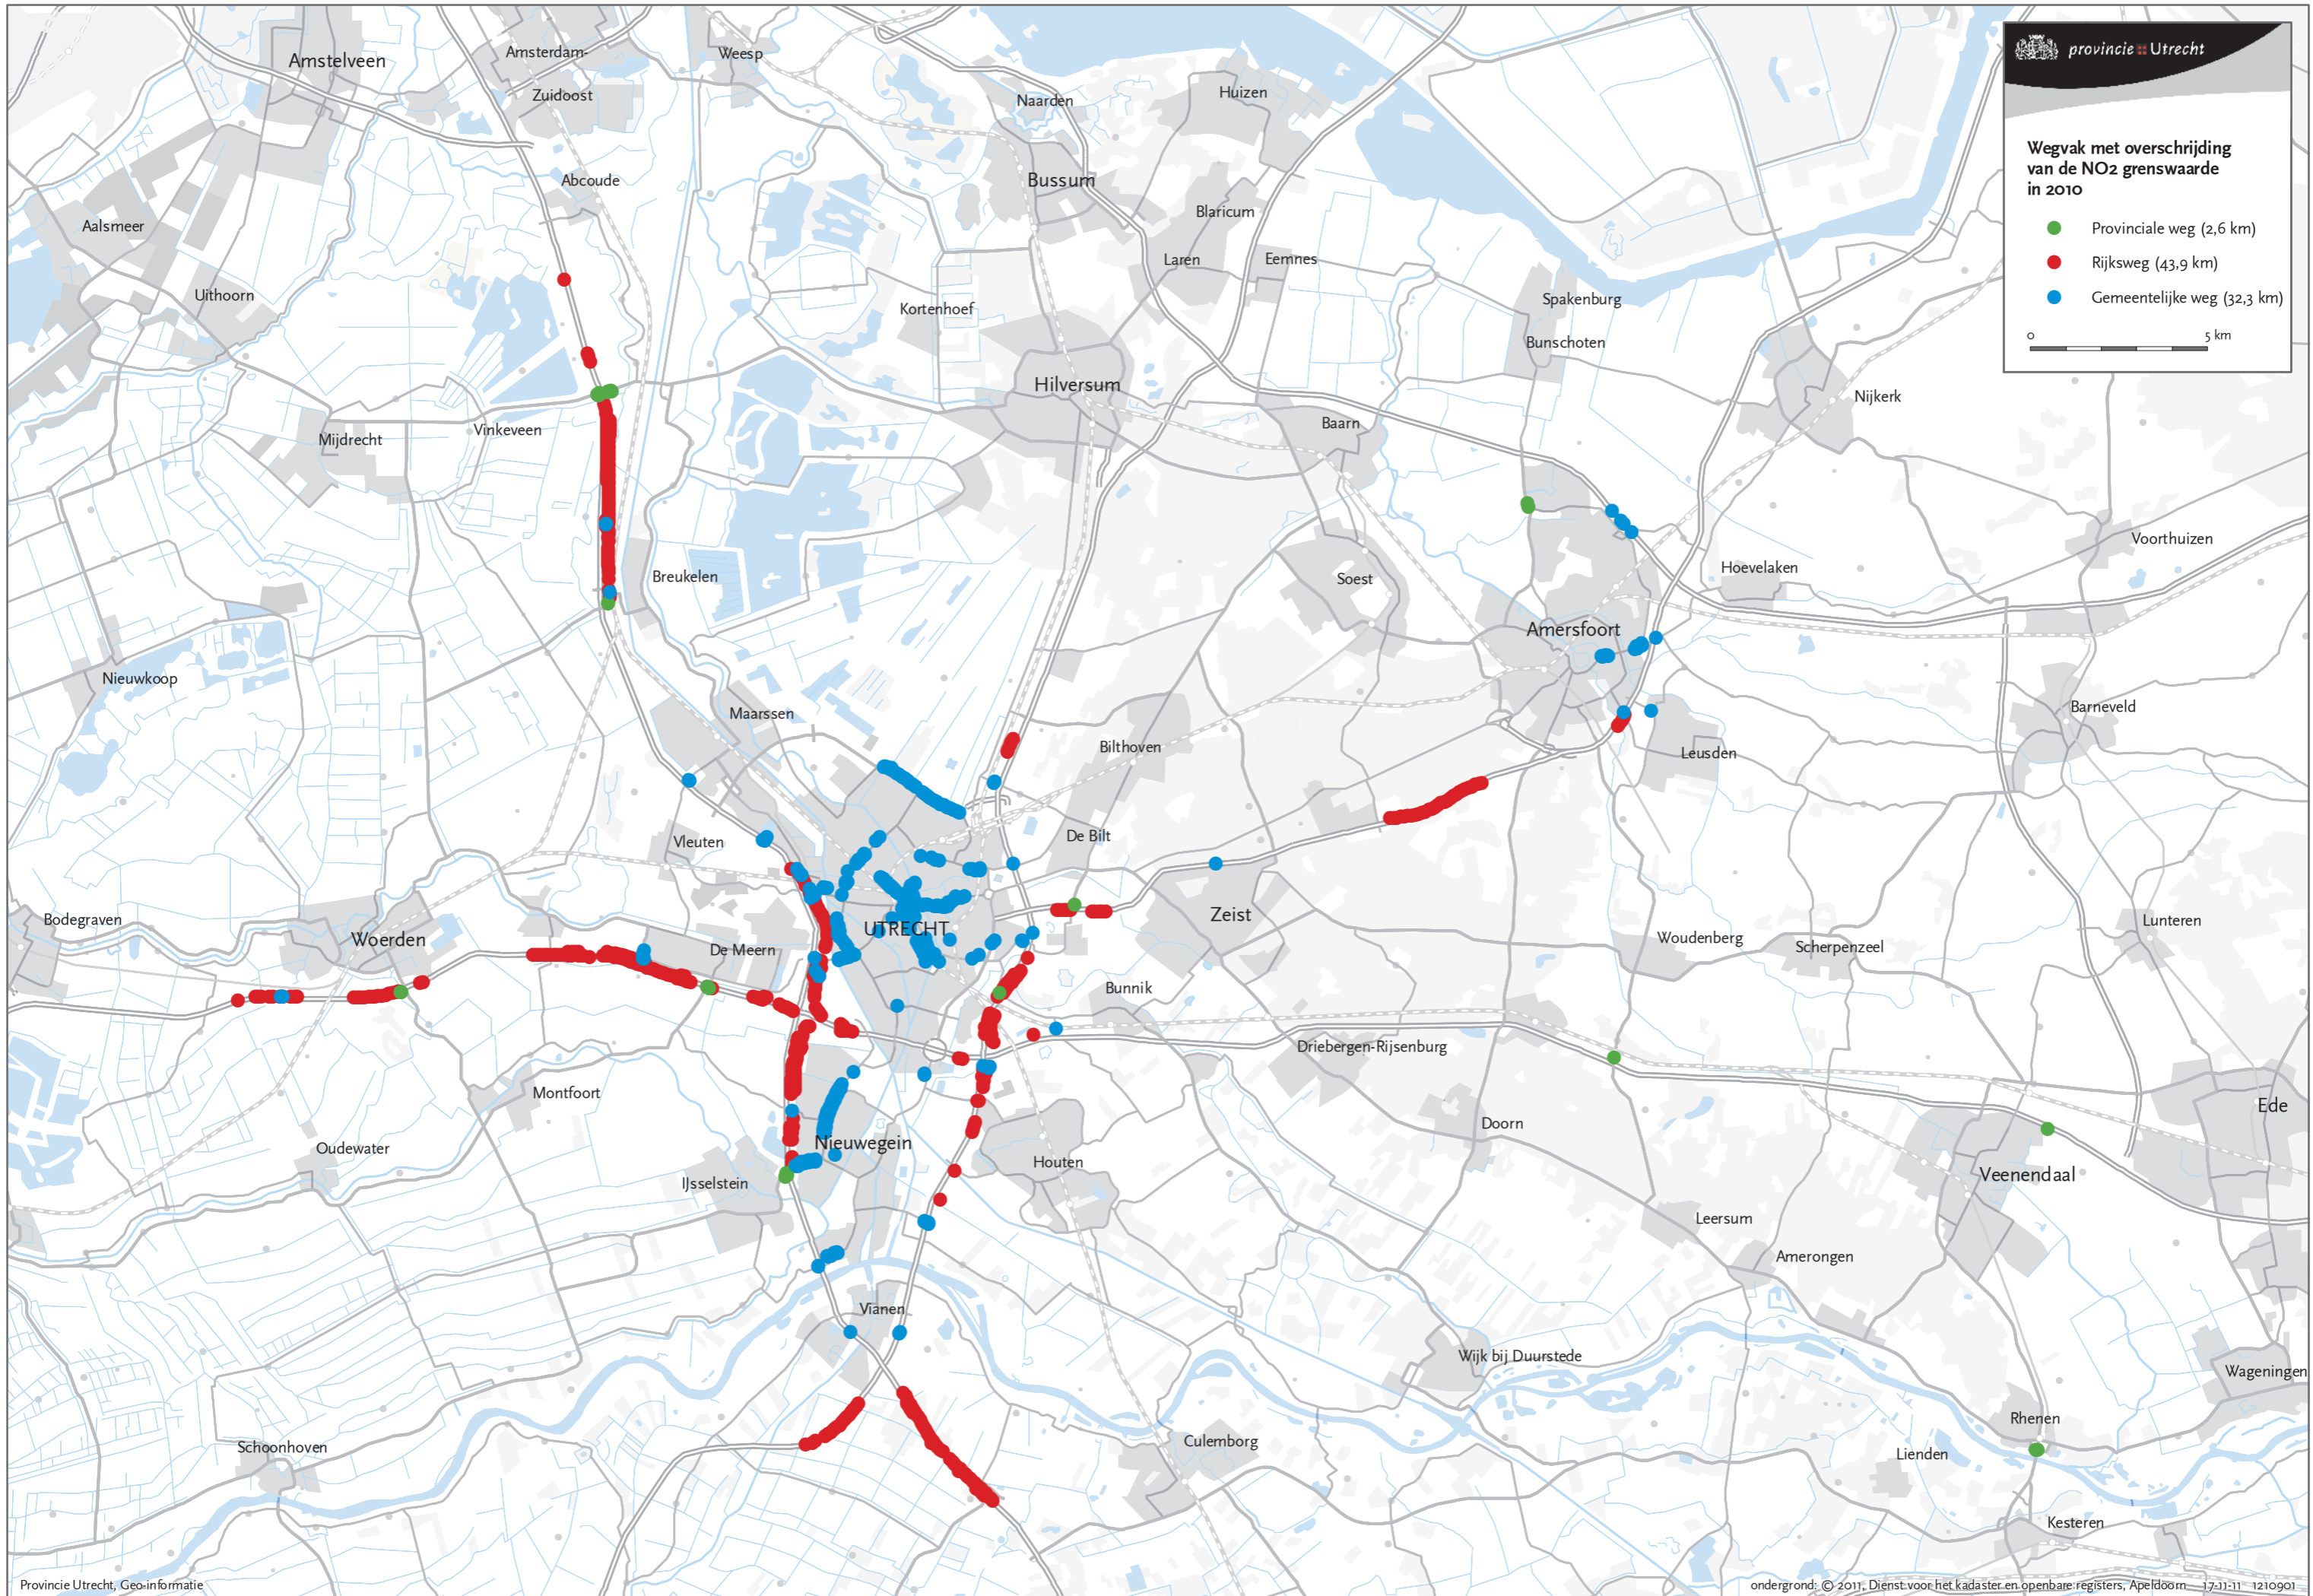 provincie Utrecht
Wegvak met overschrijding
van de NO2 grenswaarde
in 2010
Provinciale weg (2,6 km)
Rijksweg (43,9 km)
Gemeentelijke weg (32,3 km)
0 5 km
Amstelveen
Amsterdam-
Zuidoost
Weesp
Naarden
Huizen
Abcoude
Bussum
Blaricum
Aalsmeer
Laren
Eemnes
Uithoorn
Kortenhoef
Spakenburg
Bunschoten
Hilversum
Nijkerk
Baarn
Vinkeveen
Mijdrecht
Voorthuizen
Hoevelaken
Breukelen
Soest
Amersfoort
Nieuwkoop
Maarssen
Barneveld
Bilthoven
Leusden
De Bilt
Vleuten
Bodegraven
Zeist
Lunteren
UTRECHT
Woerden
De Meern
Woudenberg
Scherpenzeel
Bunnik
Driebergen-Rijsenburg
Montfoort
Ede
Doorn
Nieuwegein
Oudewater
Houten
Veenendaal
IJsselstein
Leersum
Amerongen
Vianen
Wijk bij Duurstede
Wageningen
Rhenen
Culemborg
Schoonhoven
Lienden
Kesteren
Provincie Utrecht, Geo-informatie
ondergrond: © 2011, Dienst voor het kadaster en openbare registers, Apeldoorn 17-11-11 1210901